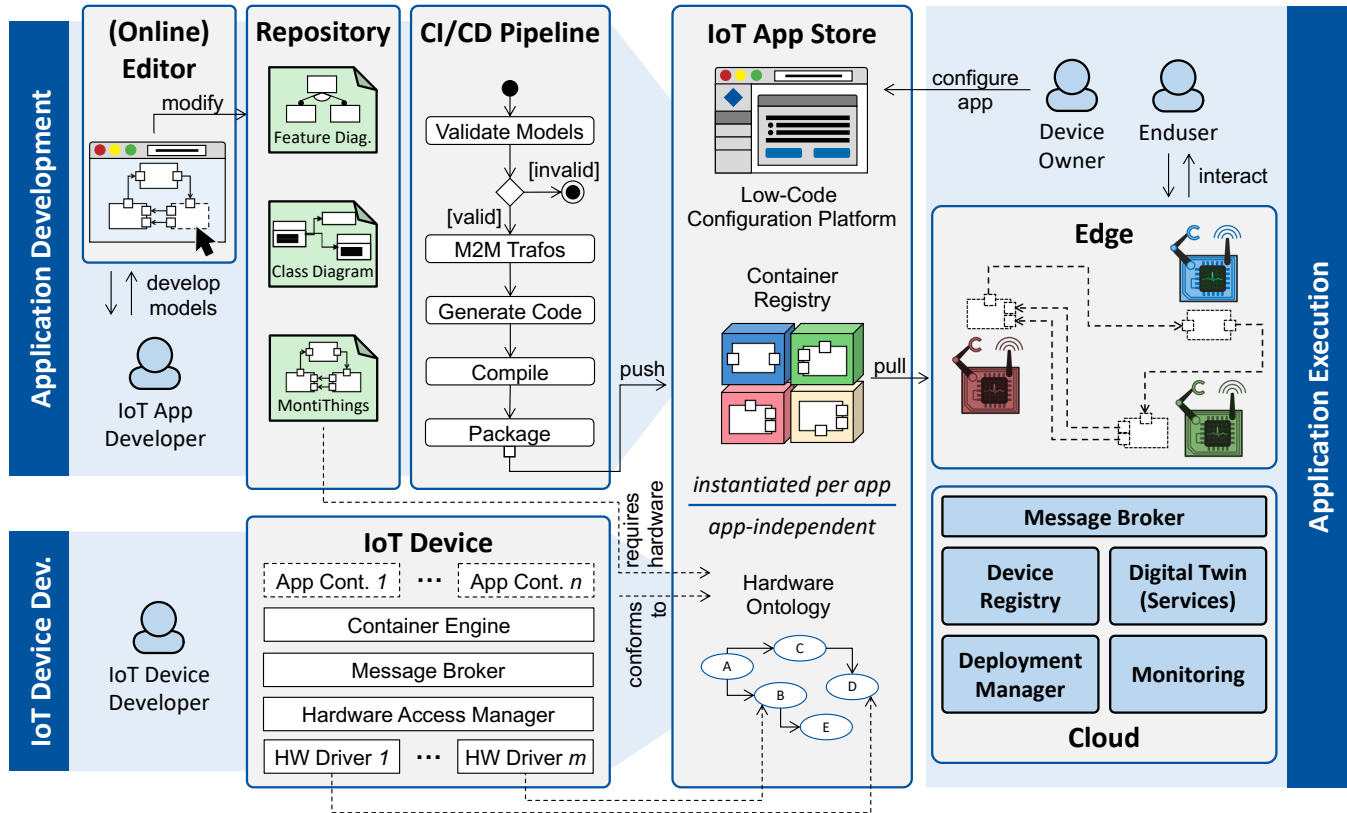 Application Development
(Online)
Editor
modify
develop
models
IoT App
Developer
Repository
Feature Diag.
Class Diagram
MontiThings
CI/CD Pipeline
Validate Models
[invalid]
[valid]
M2M Trafos
Generate Code
Compile
Package
push
IoT App Store
Low-Code
Configuration Platform
Container
Registry
pull
instantiated per app
app-independent
Hardware
Ontology
A
C
B
D
E
requires
hardware
conforms
to
IoT Device Dev.
IoT Device
Developer
IoT Device
App Cont. 1
...
App Cont. n
Container Engine
Message Broker
Hardware Access Manager
HW Driver 1
...
HW Driver m
configure
app
Device
Owner
Enduser
interact
Edge
Message Broker
Device
Registry
Digital Twin
(Services)
Deployment
Manager
Monitoring
Cloud
Application Execution